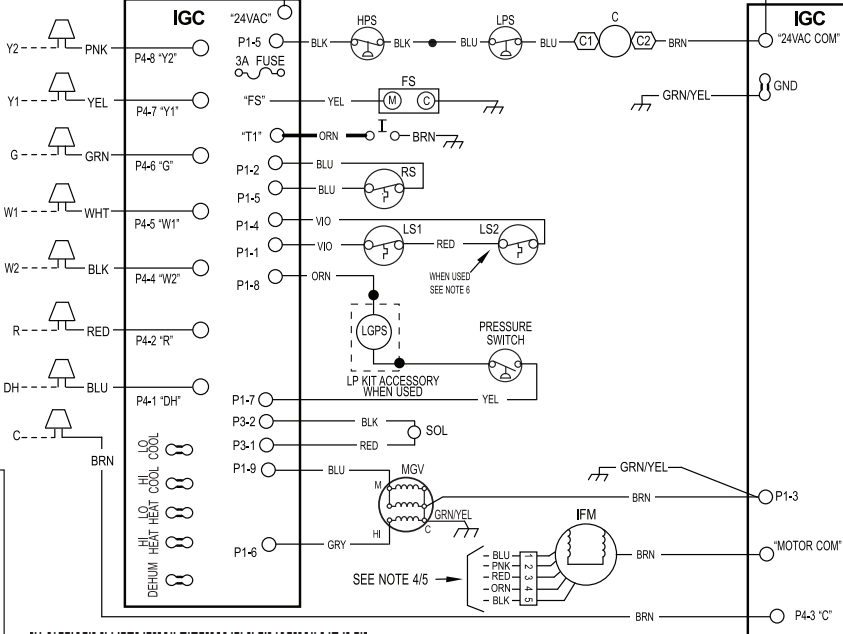 IGC
"24VAC"
HPS
LPS
C
IGC
Y2
PNK
P4-8 "Y2"
P1-5
BLK
BLK
BLU
BLU
C1
C2
BRN
"24VAC COM"
3A FUSE
FS
GND
Y1
YEL
P4-7 "Y1"
"FS"
YEL
M
C
GRN/YEL
I
"T1"
ORN
BRN
G
GRN
P4-6 "G"
P1-2
BLU
RS
P1-5
BLU
W1
WHT
P4-5 "W1"
P1-4
VIO
LS1
LS2
P1-1
VIO
RED
W2
BLK
P4-4 "W2"
P1-8
ORN
WHEN USED
SEE NOTE 6
R
RED
P4-2 "R"
LGPS
PRESSURE
SWITCH
LP KIT ACCESSORY
WHEN USED
DH
BLU
P4-1 "DH"
P1-7
YEL
P3-2
BLK
SOL
C
BRN
P3-1
RED
LO
COOL
HI
COOL
LO
HEAT
HI
HEAT
DEHUM
P1-9
BLU
MGV
M
GRN/YEL
BRN
P1-3
GRN/YEL
HI
C
IFM
P1-6
GRY
SEE NOTE 4/5
BLU 1
PNK 2
RED 3
ORN 4
BLK 5
BRN
"MOTOR COM"
BRN
P4-3 "C"